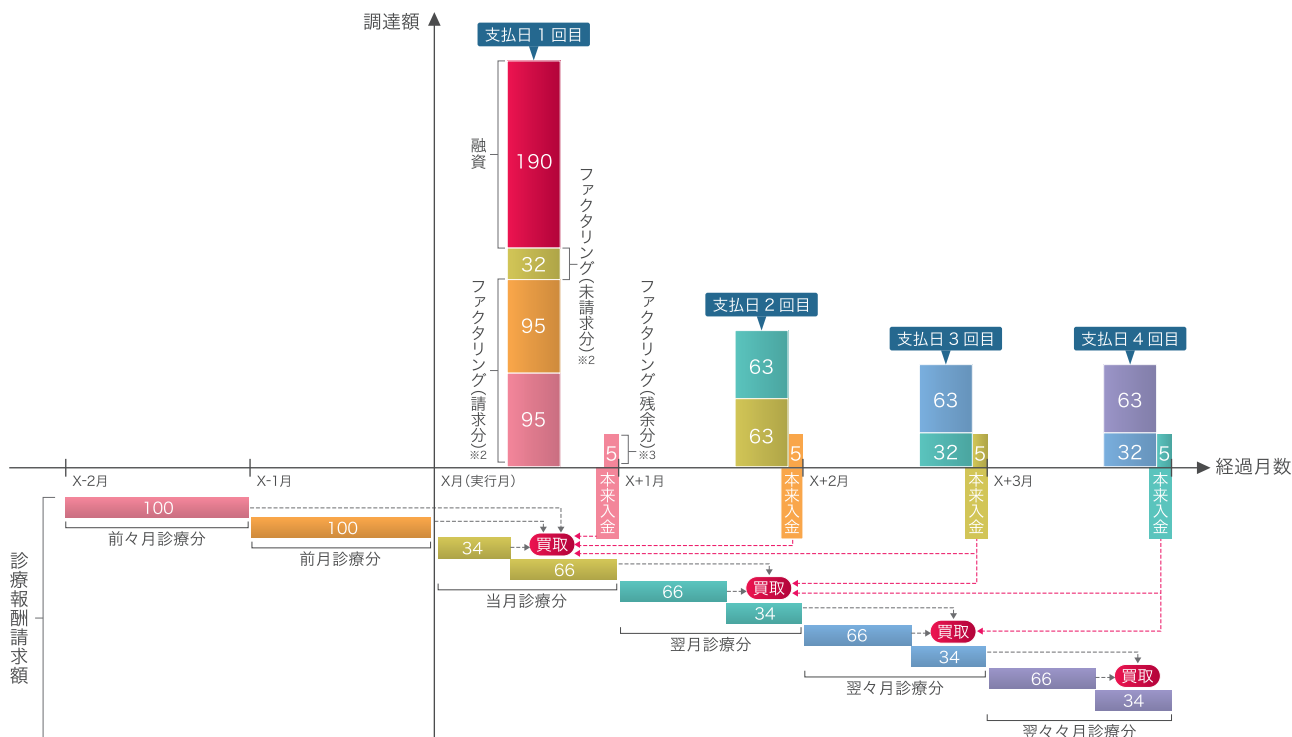 調達額
支払日1回目
融資
190
32
95
95
ファクタリング(未請求分)※2
ファクタリング(請求分)※2
ファクタリング(残余分)※3
支払日2回目
63
63
支払日3回目
63
32
支払日4回目
63
32
5
本来入金
5
本来入金
5
本来入金
5
本来入金
経過月数
X-2月
X-1月
X月(実行月)
X+1月
X+2月
X+3月
診療報酬請求額
100
前々月診療分
100
前月診療分
34
66
買取
当月診療分
66
34
買取
翌月診療分
66
34
買取
翌々月診療分
66
34
買取
翌々々月診療分